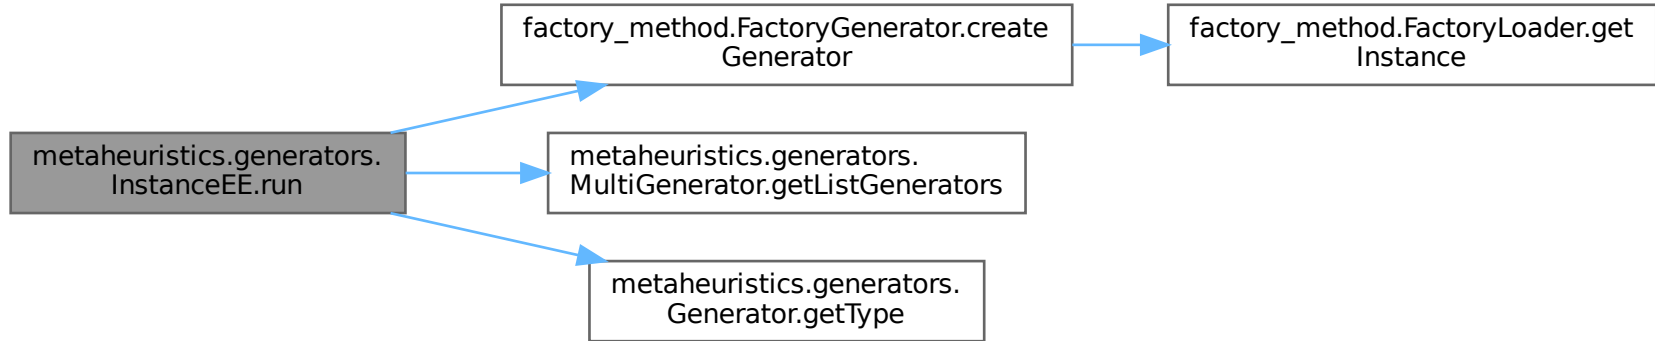 factory_method.FactoryGenerator.create
Generator
factory_method.FactoryLoader.get
Instance
metaheuristics.generators.
InstanceEE.run
metaheuristics.generators.
MultiGenerator.getListGenerators
metaheuristics.generators.
Generator.getType